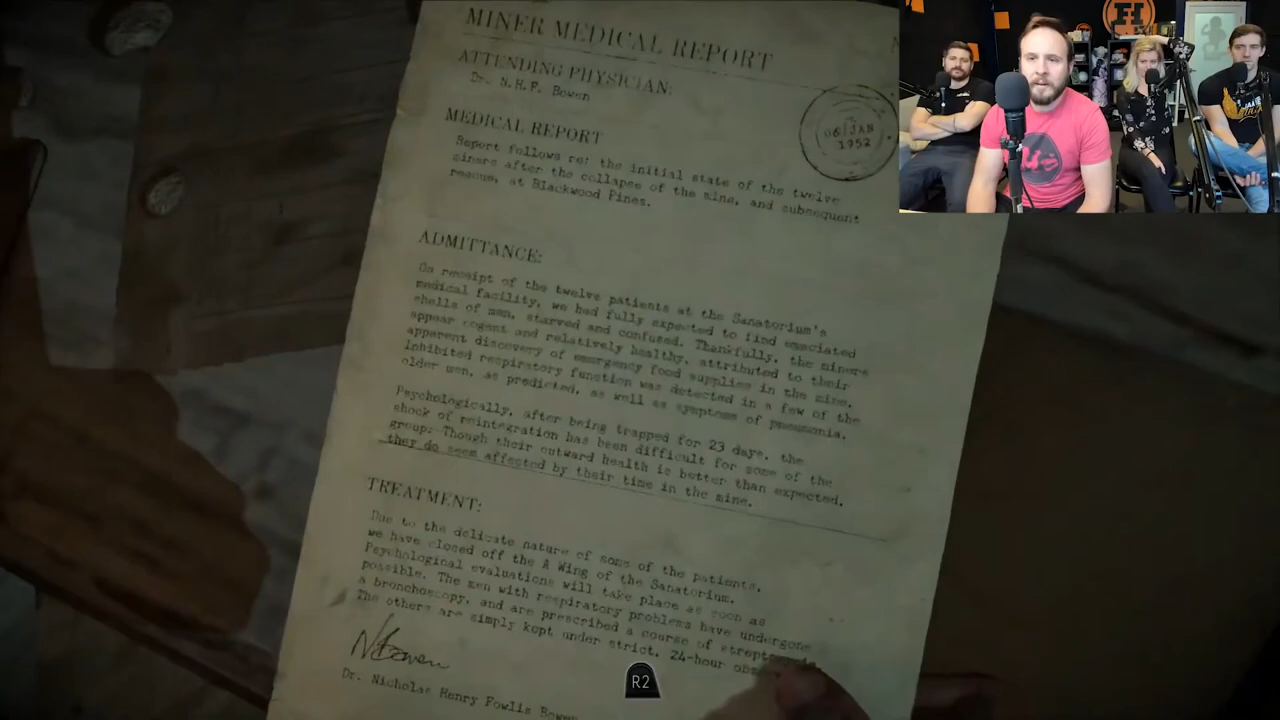 MINER MEDICAL REPORT
ATTENDING PHYSICIAN:
Dr. N.H.F. Bowen
06 JAN
1952
MEDICAL REPORT
Report follows re: the initial state of the twelve
miners after the collapse of the mine, and subsequent
rescue, at Blackwood Pines.
ADMITTANCE:
On receipt of the twelve patients at the Sanatorium's
medical facility, we had fully expected to find emaciated
shells of men, starved and confused. Thankfully, the miners
appear cogent and relatively healthy, attributed to their
apparent discovery of emergency food supplies in the mine.
Inhibited respiratory function was detected in a few of the
older men, as predicted, as well as symptoms of pneumonia.
Psychologically, after being trapped for 23 days, the
shock of reintegration has been difficult for some of the
group: Though their outward health is better than expected,
they do seem affected by their time in the mine.
TREATMENT:
Due to the delicate nature of some of the patients,
we have closed off the A Wing of the Sanatorium.
Psychological evaluations will take place as soon as
possible. The men with respiratory problems have undergone
a bronchoscopy, and are prescribed a course of
The others are simply kept under strict, 24-hour
NBowen
Dr. Nicholas Henry Fowlis Bowen
R2